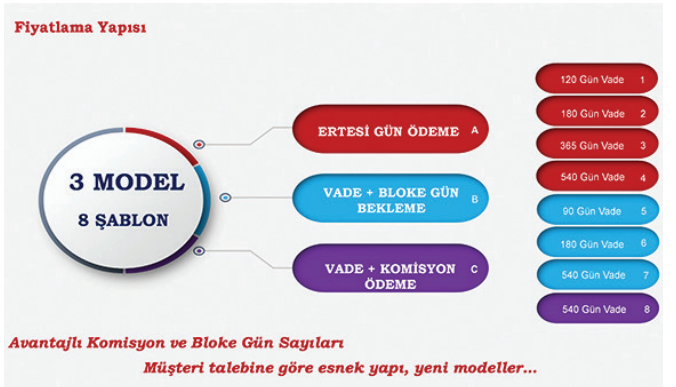 Fiyatlama Yapısı
3 MODEL
8 ŞABLON
ERTESİ GÜN ÖDEME A
VADE + BLOKE GÜN
BEKLEME
B
VADE + KOMİSYON
ÖDEME
C
120 Gün Vade 1
180 Gün Vade 2
365 Gün Vade 3
540 Gün Vade 4
90 Gün Vade 5
180 Gün Vade 6
540 Gün Vade 7
540 Gün Vade 8
Avantajlı Komisyon ve Bloke Gün Sayıları
Müşteri talebine göre esnek yapı, yeni modeller...